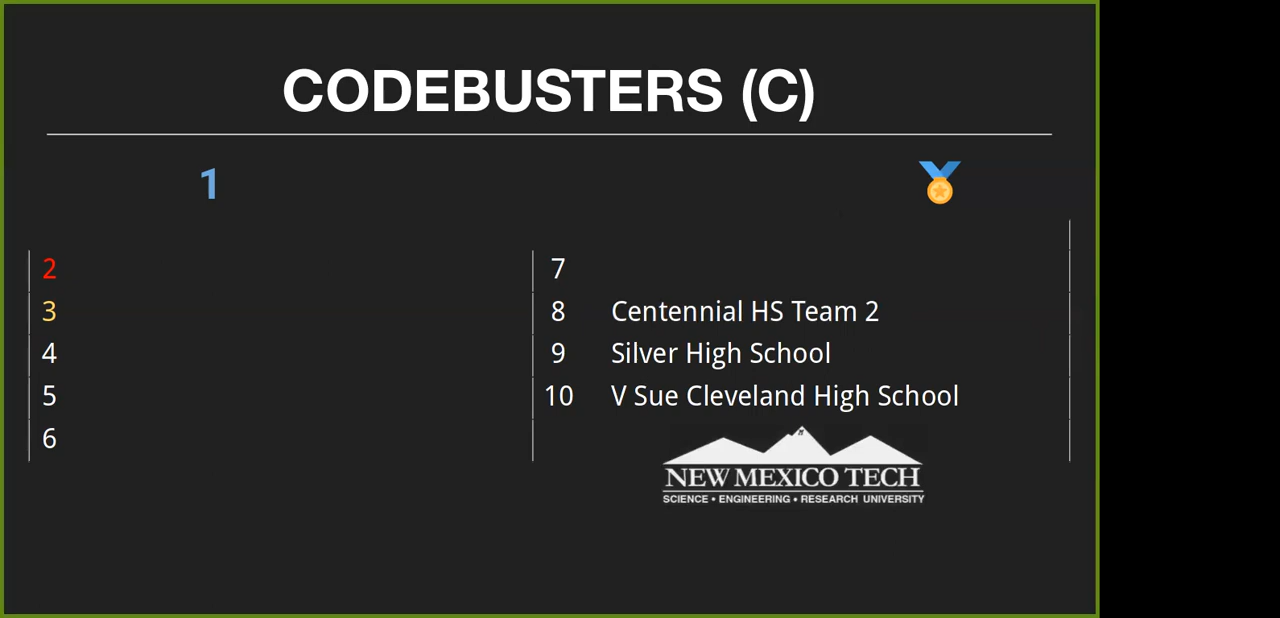 CODEBUSTERS (C)
1
2
3
4
5
6
7
8 Centennial HS Team 2
9 Silver High School
10 V Sue Cleveland High School
NEW MEXICO TECH
SCIENCE • ENGINEERING • RESEARCH UNIVERSITY